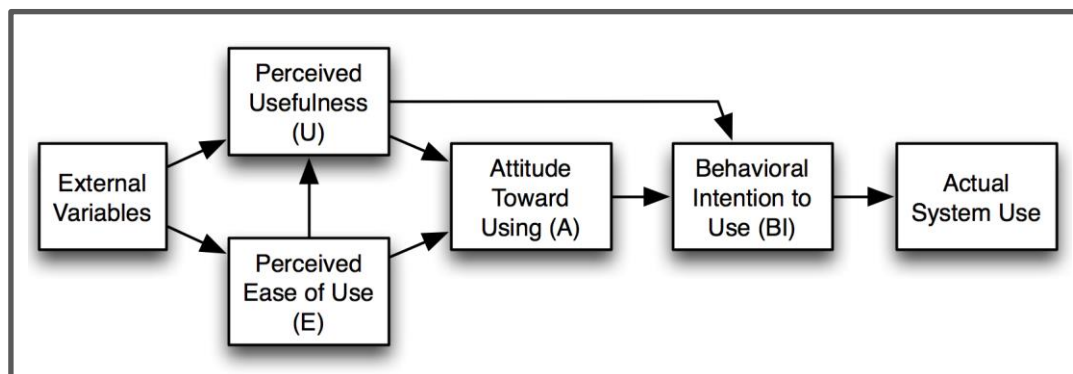 External
Variables
Perceived
Usefulness
(U)
Perceived
Ease of Use
(E)
Attitude
Toward
Using (A)
Behavioral
Intention to
Use (BI)
Actual
System Use